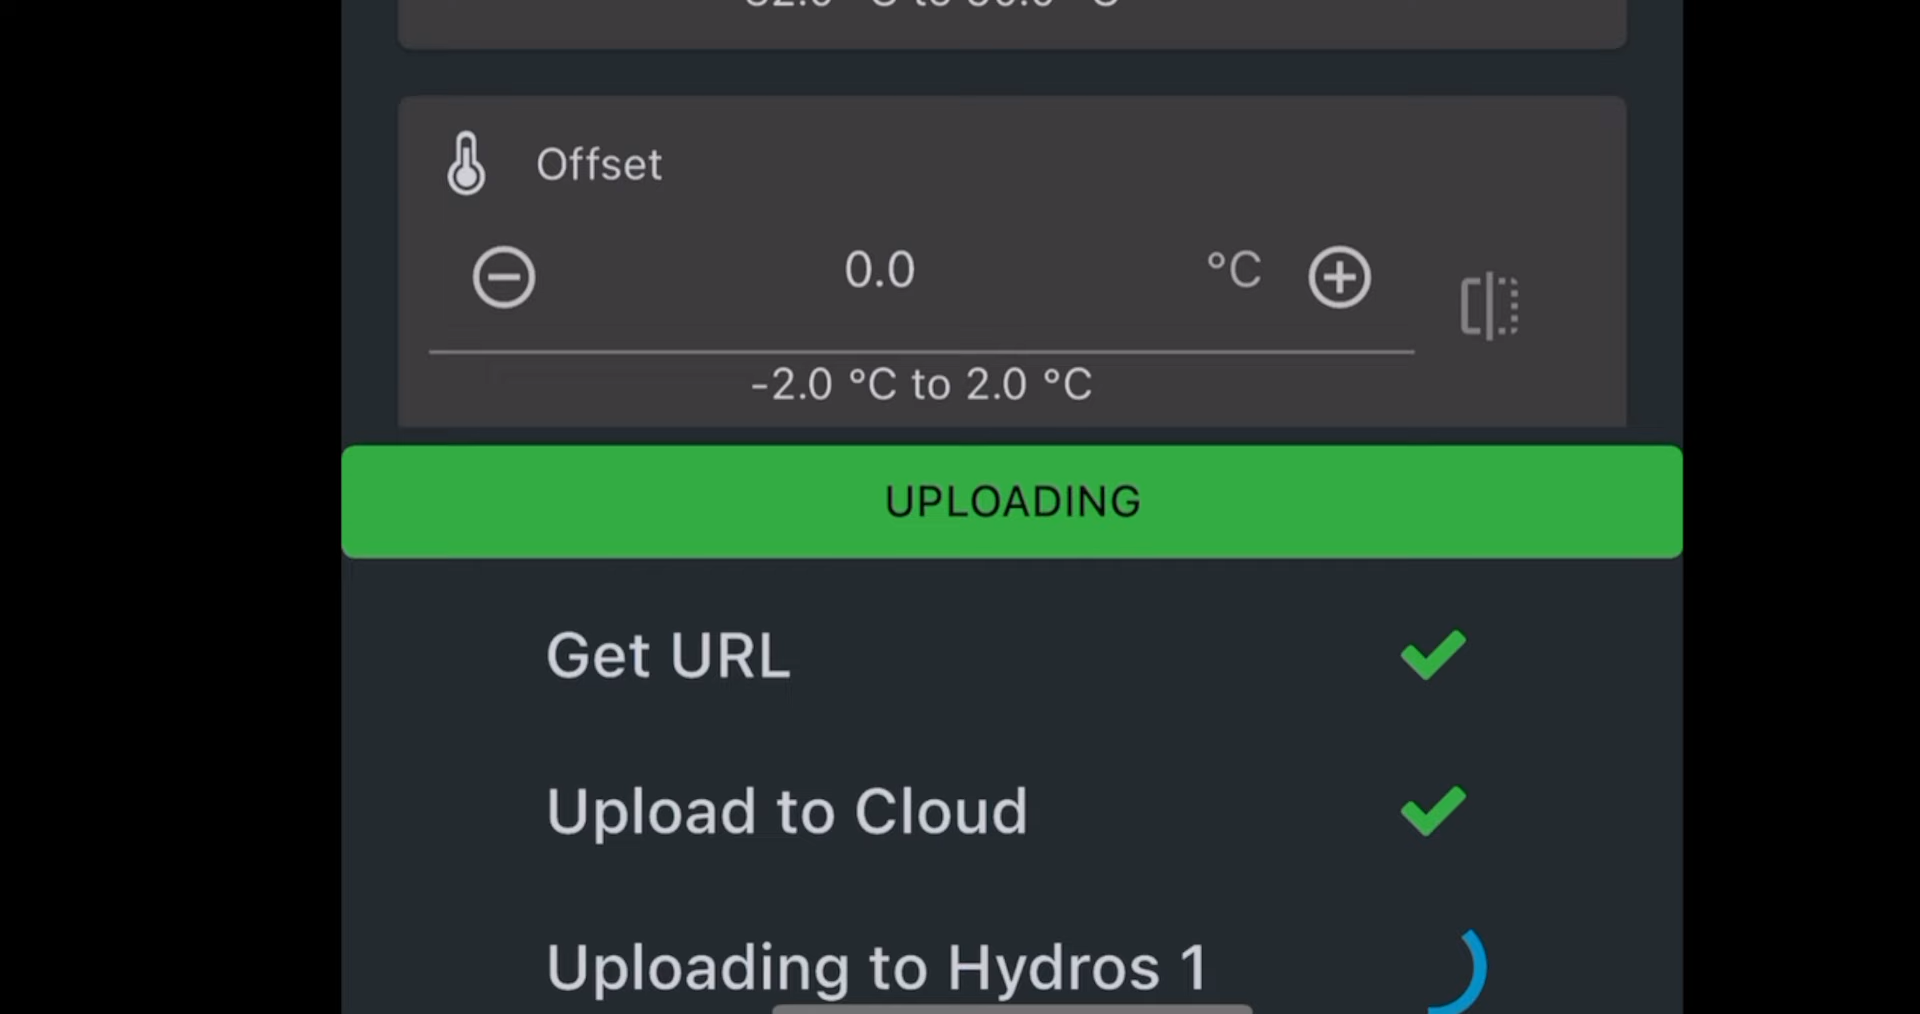 Offset
0.0 °C
-2.0 °C to 2.0 °C
UPLOADING
Get URL
Upload to Cloud
Uploading to Hydros 1